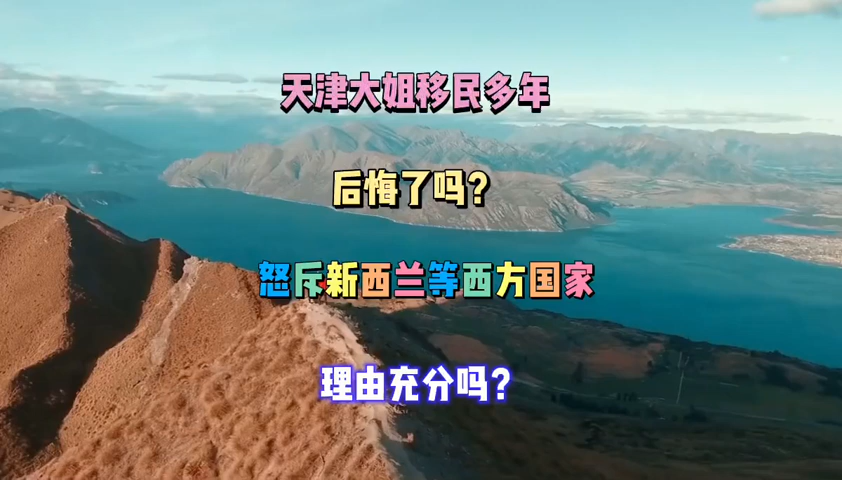 天津大姐移民多年
后悔了吗？
怒斥新西兰等西方国家
理由充分吗？